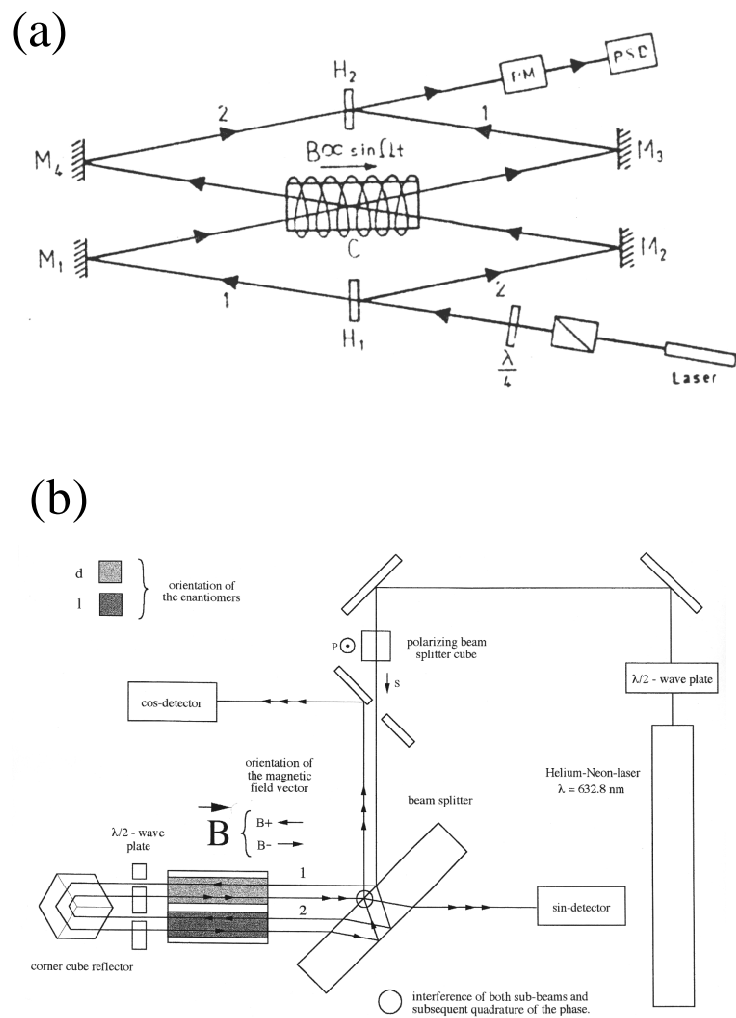 (a)
H2
PSD
2
1
M4
B∝ sinΩt
M3
C
M1
M2
1
2
H1
λ/4
Laser
(b)
d
l
orientation of
the enantiomers
P
polarizing beam
splitter cube
S
λ/2 - wave plate
cos-detector
orientation of
the magnetic
field vector
Helium-Neon-laser
λ = 632.8 nm
beam splitter
B
B+
B-
λ/2 - wave
plate
1
2
sin-detector
corner cube reflector
interference of both sub-beams and
subsequent quadrature of the phase.